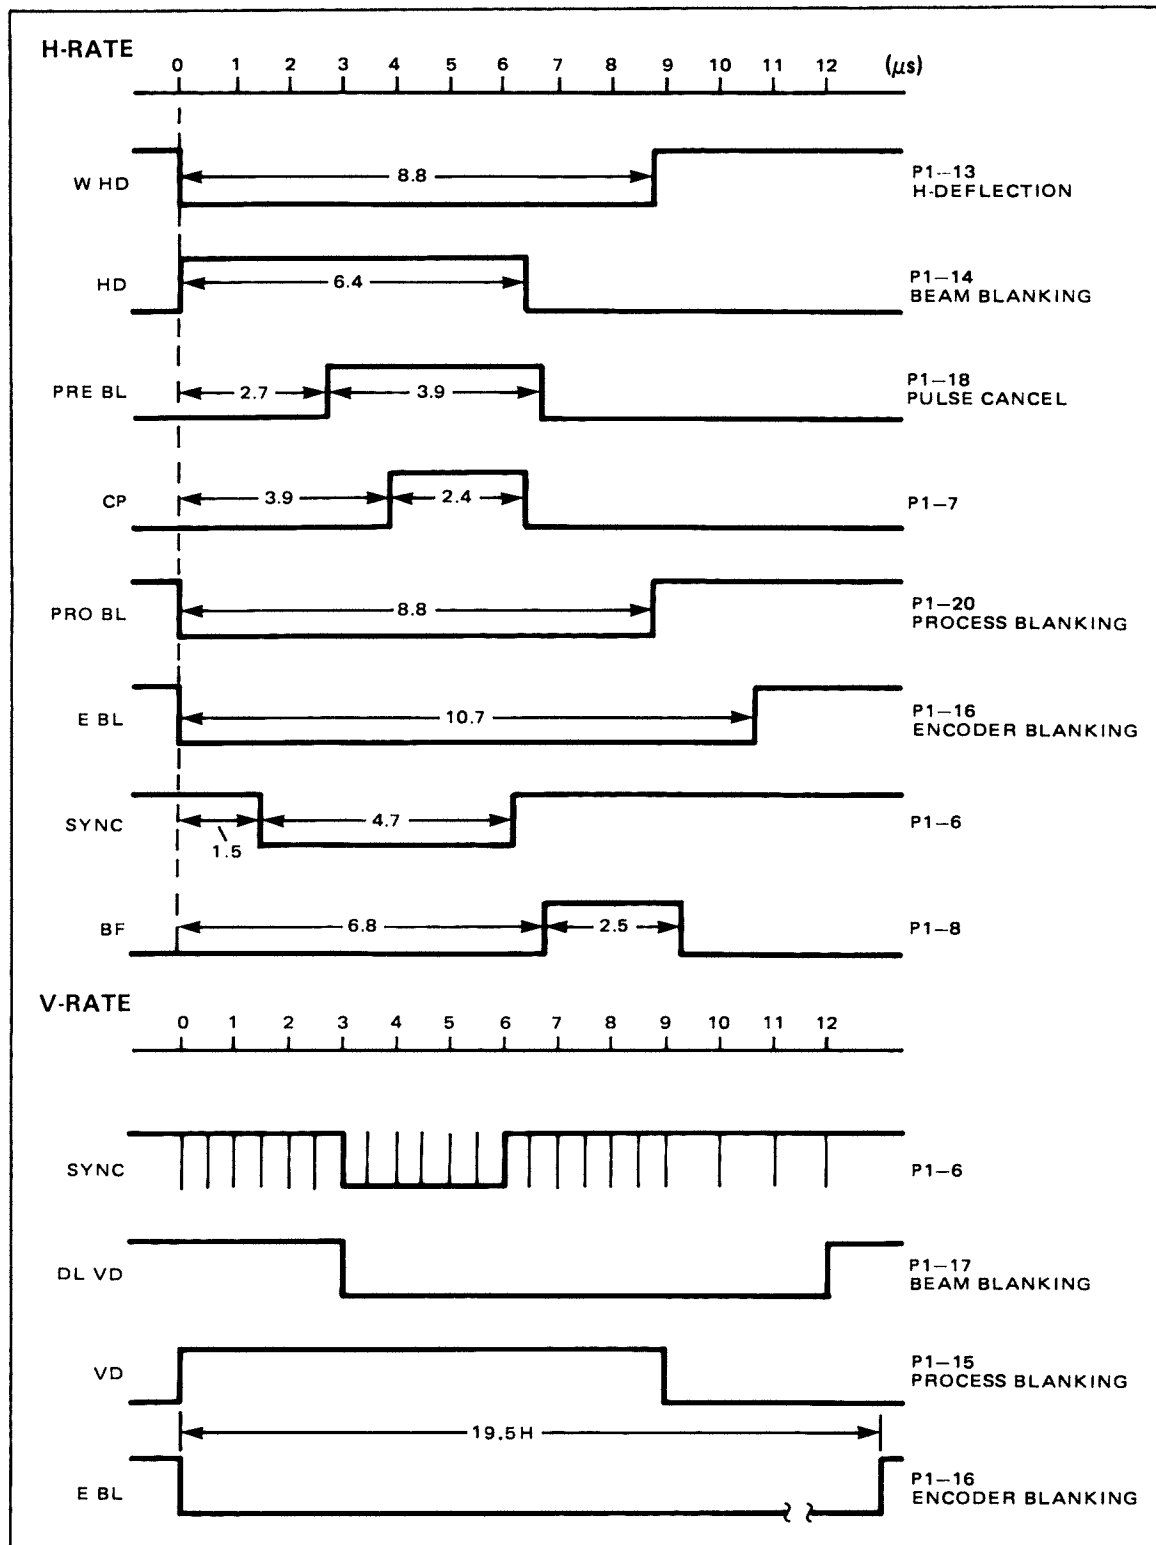 H-RATE
0 1 2 3 4 5 6 7 8 9 10 11 12 (μs)
W HD 8.8 P1–13
H-DEFLECTION
HD 6.4 P1–14
BEAM BLANKING
PRE BL 2.7 3.9 P1–18
PULSE CANCEL
CP 3.9 2.4 P1–7
PRO BL 8.8 P1–20
PROCESS BLANKING
E BL 10.7 P1–16
ENCODER BLANKING
SYNC 4.7 P1–6
1.5
BF 6.8 2.5 P1–8
V-RATE
0 1 2 3 4 5 6 7 8 9 10 11 12
SYNC P1–6
DL VD P1–17
BEAM BLANKING
VD P1–15
PROCESS BLANKING
19.5H
E BL P1–16
ENCODER BLANKING